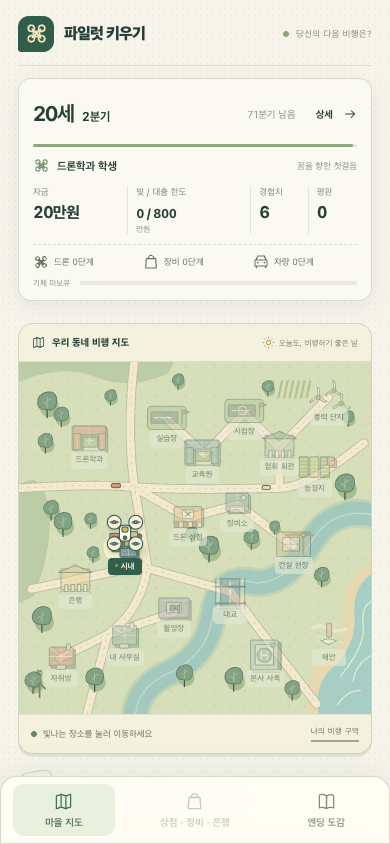 파일럿 키우기
당신의 다음 비행은?
20세 2분기
71분기 남음 상세 →
드론학과 학생
꿈을 향한 첫걸음
자금
20만원
빚 / 대출 한도
0 / 800
만원
경험치
6
평판
0
드론 0단계
장비 0단계
차량 0단계
기체 미보유
우리 동네 비행 지도
오늘도, 비행하기 좋은 날
풍력 단지
실습장
시험장
드론학과
교육원
협회 회관
농경지
정비소
드론 상점
시내
건설 현장
은행
대교
촬영장
내 사무실
해안
자취방
본사 사옥
H
빛나는 장소를 눌러 이동하세요
나의 비행 구역
마을 지도
상점 · 정비 · 은행
엔딩 도감